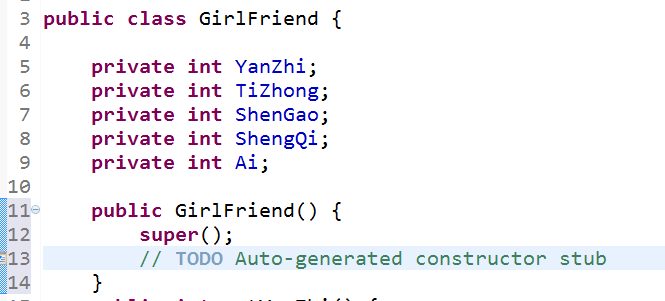 3 public class GirlFriend {
4
5 private int YanZhi;
6 private int TiZhong;
7 private int ShenGao;
8 private int ShengQi;
9 private int Ai;
10
11 public GirlFriend() {
12 super();
13 // TODO Auto-generated constructor stub
14 }